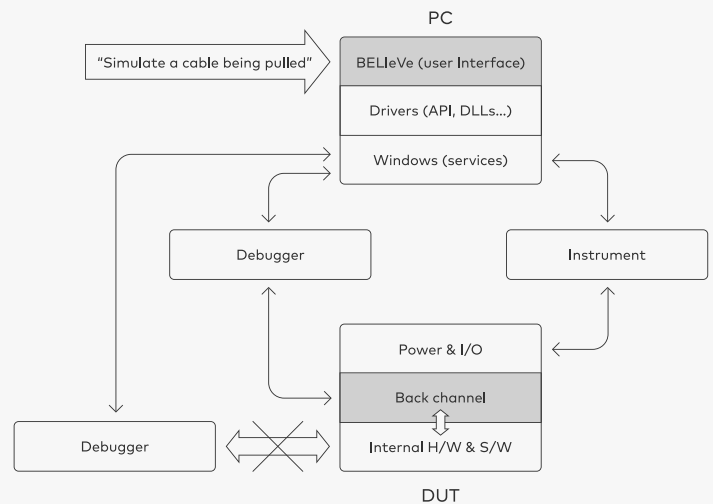 PC
“Simulate a cable being pulled”
BELIeVe (user Interface)
Drivers (API, DLLs...)
Windows (services)
Debugger
Instrument
Power & I/O
Back channel
Debugger
Internal H/W & S/W
DUT